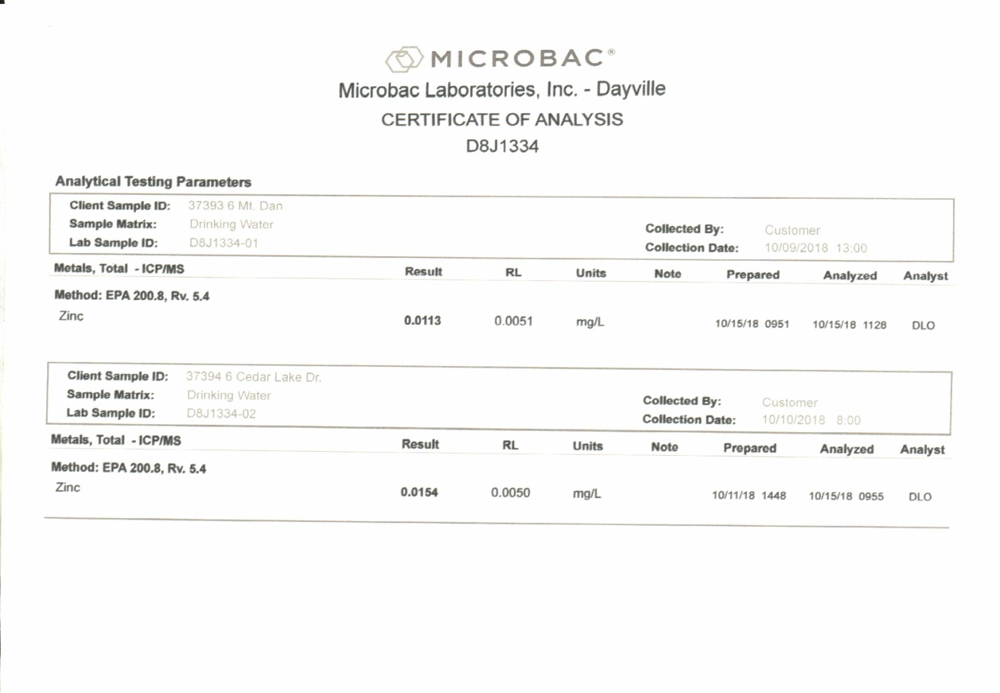 MICROBAC®
Microbac Laboratories, Inc. - Dayville
CERTIFICATE OF ANALYSIS
D8J1334
Analytical Testing Parameters
Client Sample ID: 37393 6 Mt. Dan
Sample Matrix: Drinking Water
Collected By: Customer
Lab Sample ID: D8J1334-01
Collection Date: 10/09/2018 13:00
Metals, Total - ICP/MS Result RL Units Note Prepared Analyzed Analyst
Method: EPA 200.8, Rv. 5.4
Zinc 0.0113 0.0051 mg/L 10/15/18 0951 10/15/18 1128 DLO
Client Sample ID: 37394 6 Cedar Lake Dr.
Sample Matrix: Drinking Water
Collected By: Customer
Lab Sample ID: D8J1334-02
Collection Date: 10/10/2018 8:00
Metals, Total - ICP/MS Result RL Units Note Prepared Analyzed Analyst
Method: EPA 200.8, Rv. 5.4
Zinc 0.0154 0.0050 mg/L 10/11/18 1448 10/15/18 0955 DLO